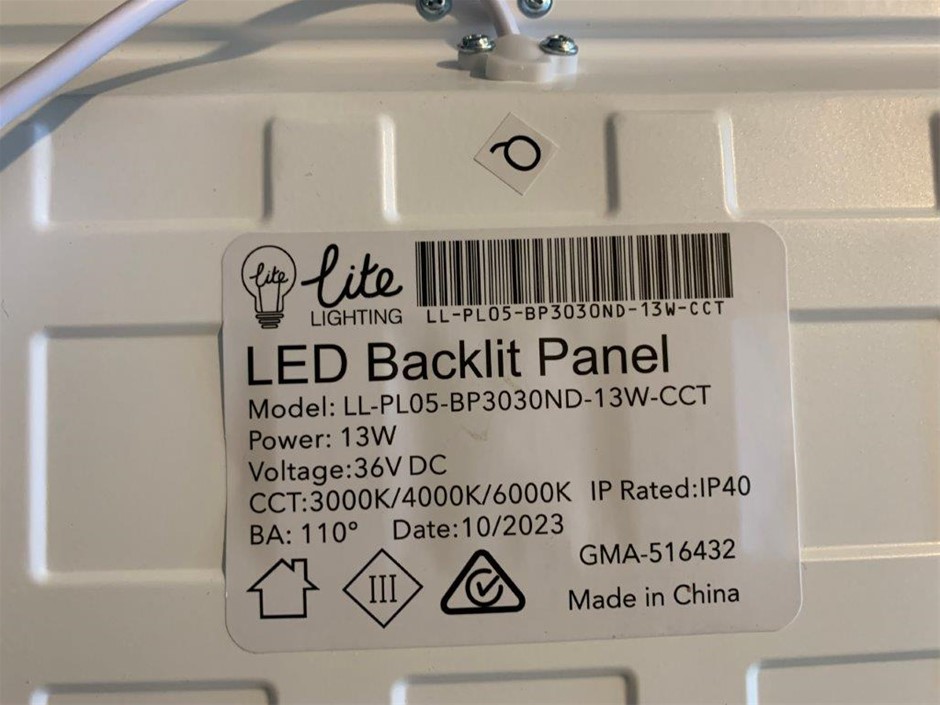 lite
lite
LIGHTING
LL-PL05-BP3030ND-13W-CCT
LED Backlit Panel
Model: LL-PL05-BP3030ND-13W-CCT
Power: 13W
Voltage:36V DC
CCT:3000K/4000K/6000K IP Rated:IP40
BA: 110° Date:10/2023
GMA-516432
III
Made in China